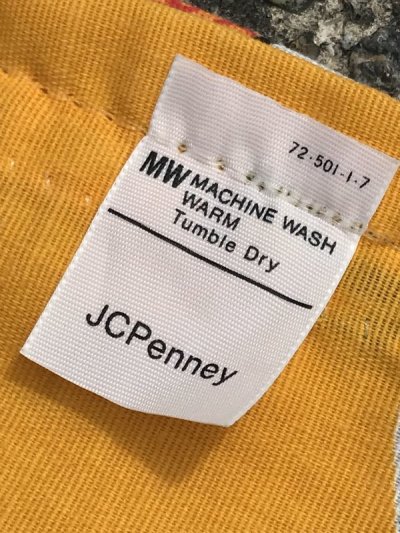 72-501-1-7
MW MACHINE WASH
WARM
Tumble Dry
JCPenney